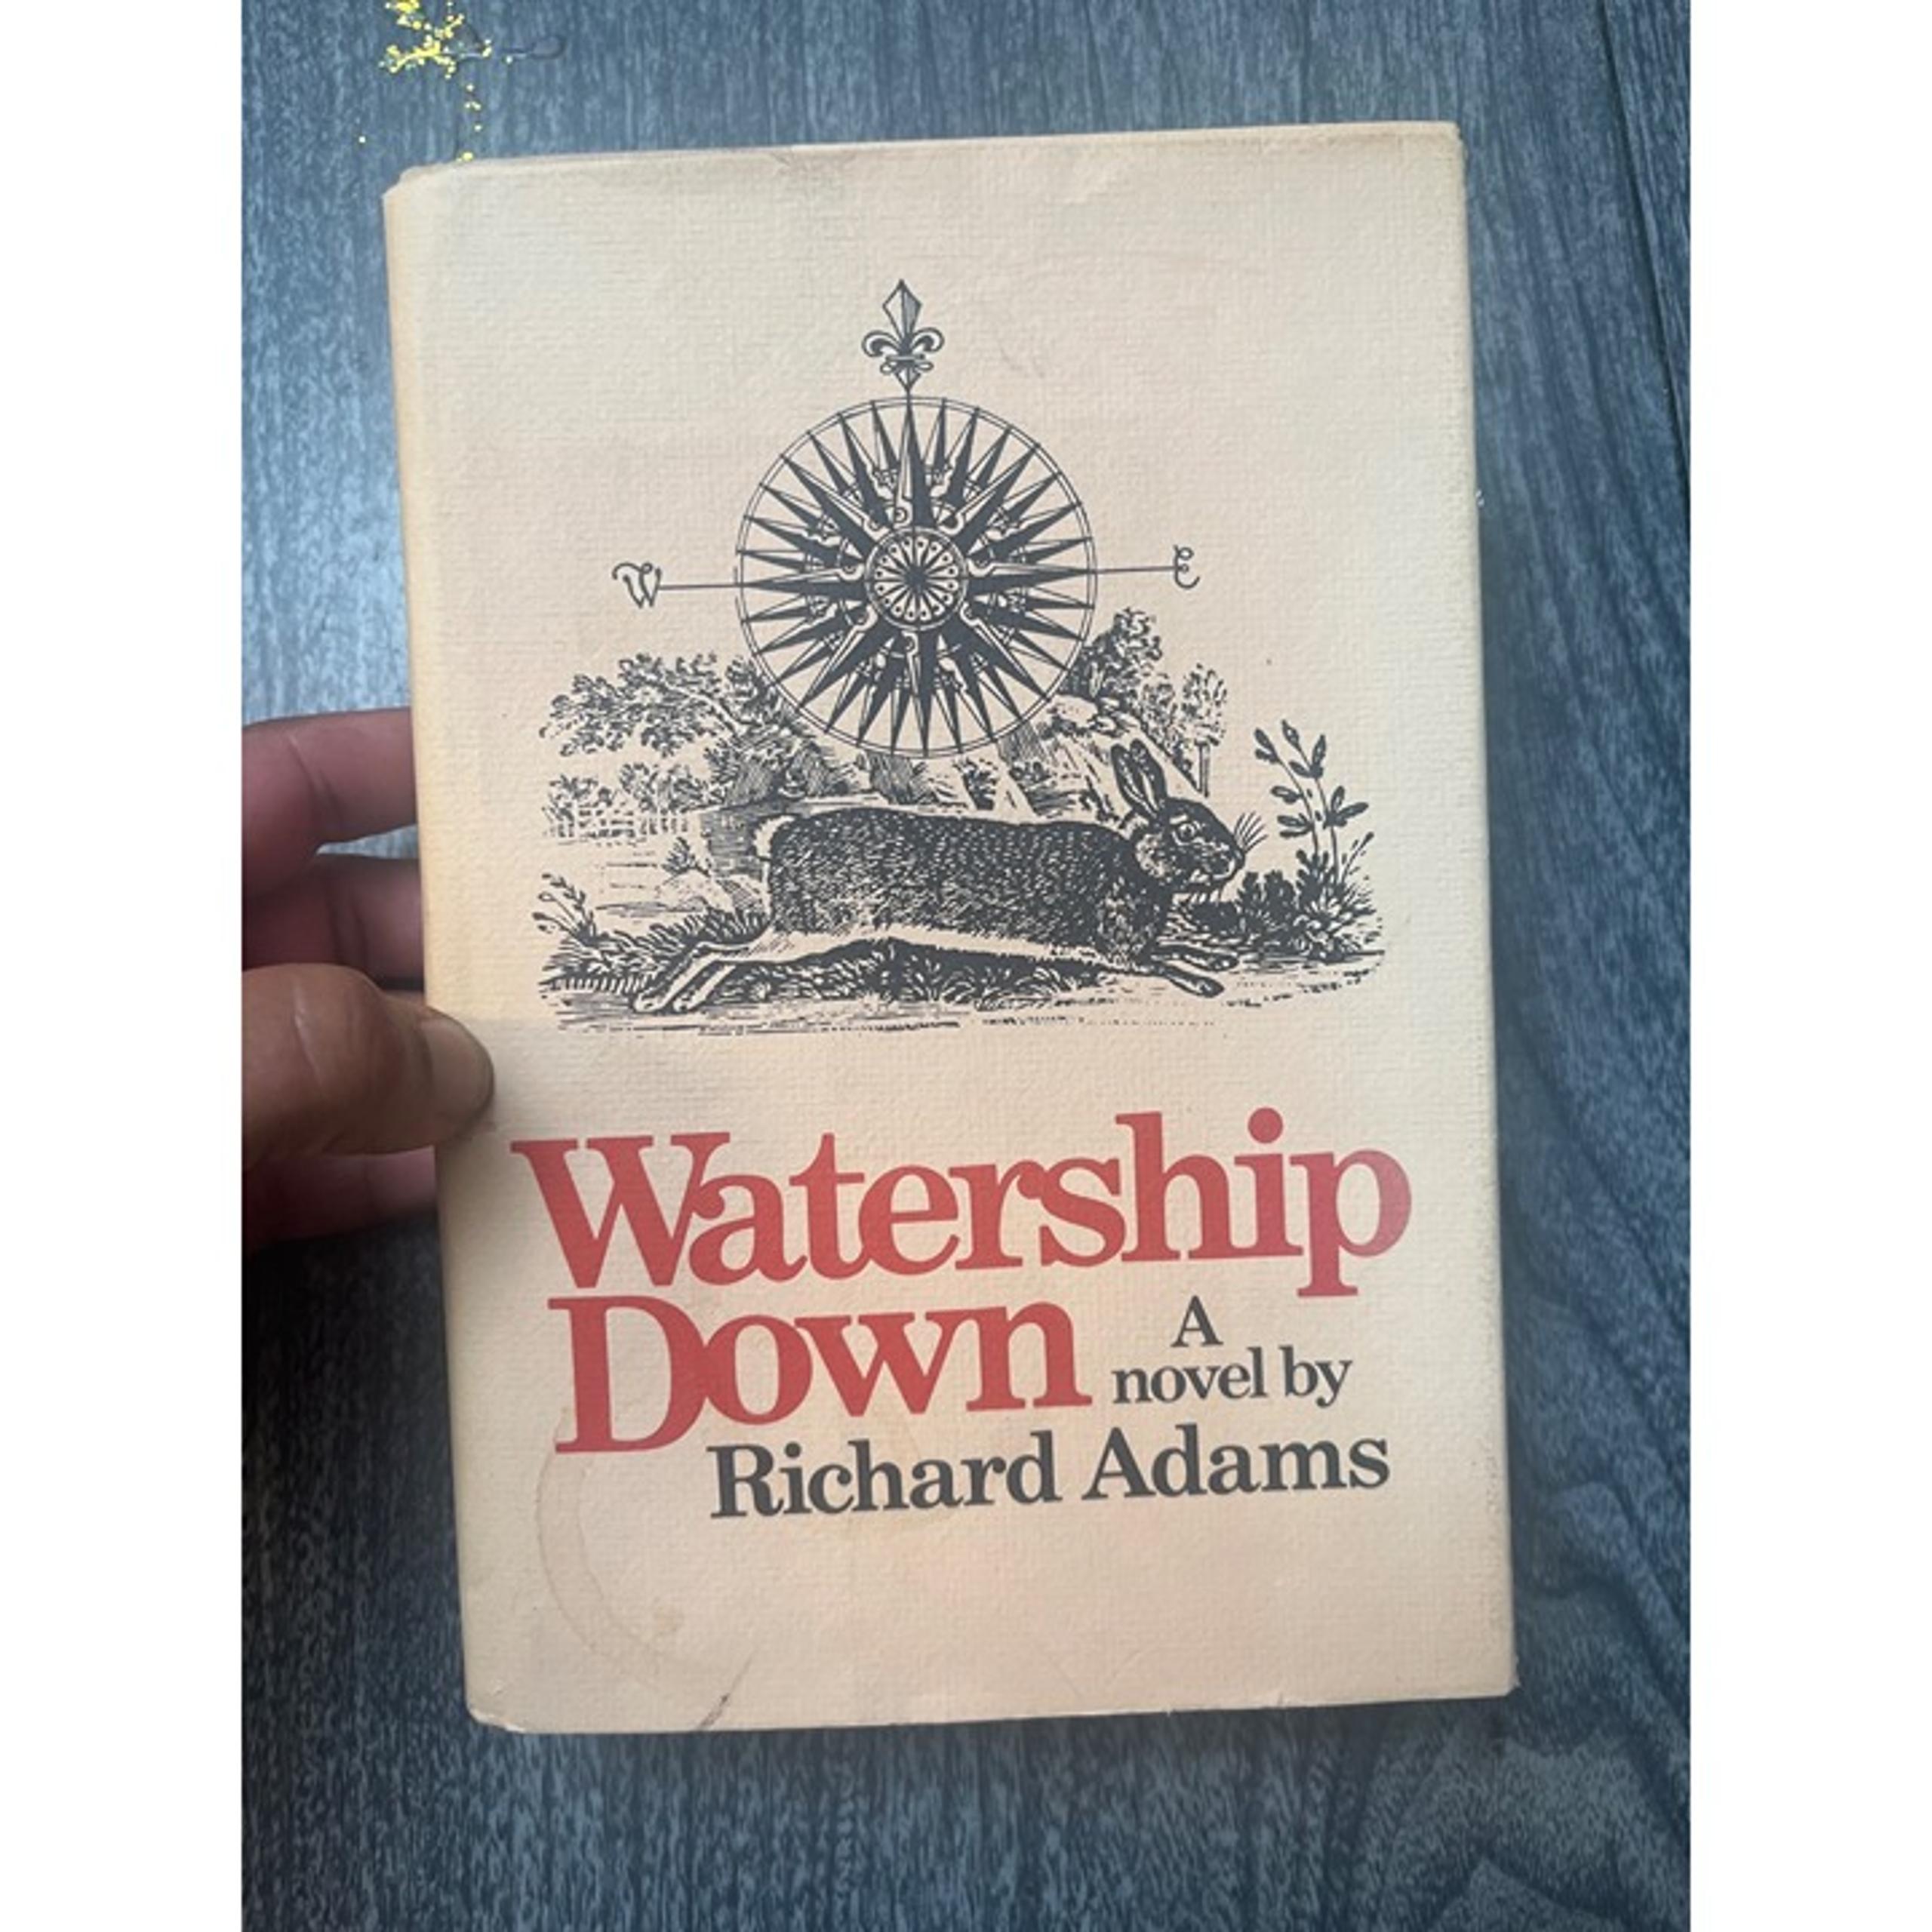 W E
Watership
Down
A
novel by
Richard Adams